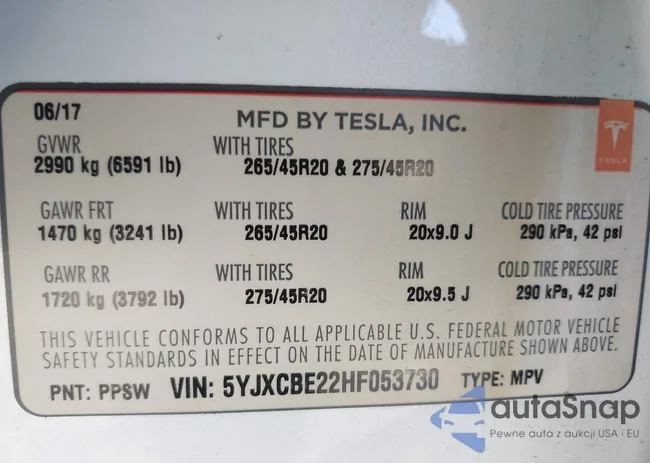 06/17 MFD BY TESLA, INC.
TESLA
GVWR WITH TIRES
2990 kg (6591 lb) 265/45R20 & 275/45R20
GAWR FRT WITH TIRES RIM COLD TIRE PRESSURE
1470 kg (3241 lb) 265/45R20 20x9.0 J 290 kPa, 42 psi
GAWR RR WITH TIRES RIM COLD TIRE PRESSURE
1720 kg (3792 lb) 275/45R20 20x9.5 J 290 kPa, 42 psi
THIS VEHICLE CONFORMS TO ALL APPLICABLE U.S. FEDERAL MOTOR VEHICLE
SAFETY STANDARDS IN EFFECT ON THE DATE OF MANUFACTURE SHOWN ABOVE.
PNT: PPSW VIN: 5YJXCBE22HF053730 TYPE: MPV
autaSnap
Pewne auta z aukcji USA i EU